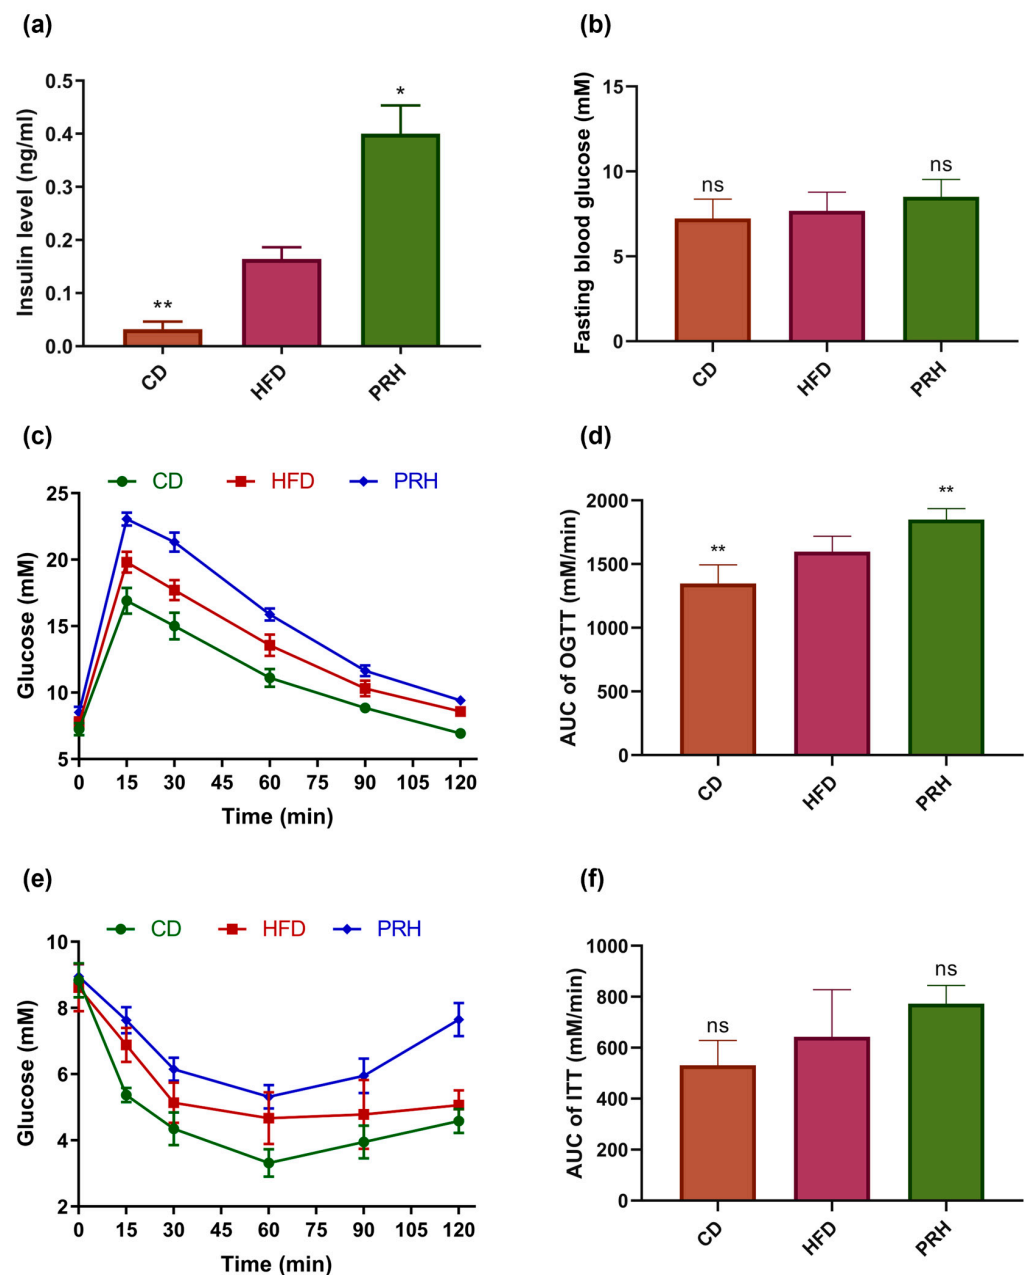 (a)
Insulin level (ng/ml)
0.5
0.4
0.3
0.2
0.1
0.0
**
*
CD
HFD
PRH
(b)
Fasting blood glucose (mM)
15
10
5
0
ns
ns
CD
HFD
PRH
(c)
CD
HFD
PRH
Glucose (mM)
25
20
15
10
5
0 15 30 45 60 75 90 105 120
Time (min)
(d)
AUC of OGTT (mM/min)
2000
1500
1000
500
0
**
**
CD
HFD
PRH
(e)
CD
HFD
PRH
Glucose (mM)
10
8
6
4
2
0 15 30 45 60 75 90 105 120
Time (min)
(f)
AUC of ITT (mM/min)
1000
800
600
400
200
0
ns
ns
CD
HFD
PRH